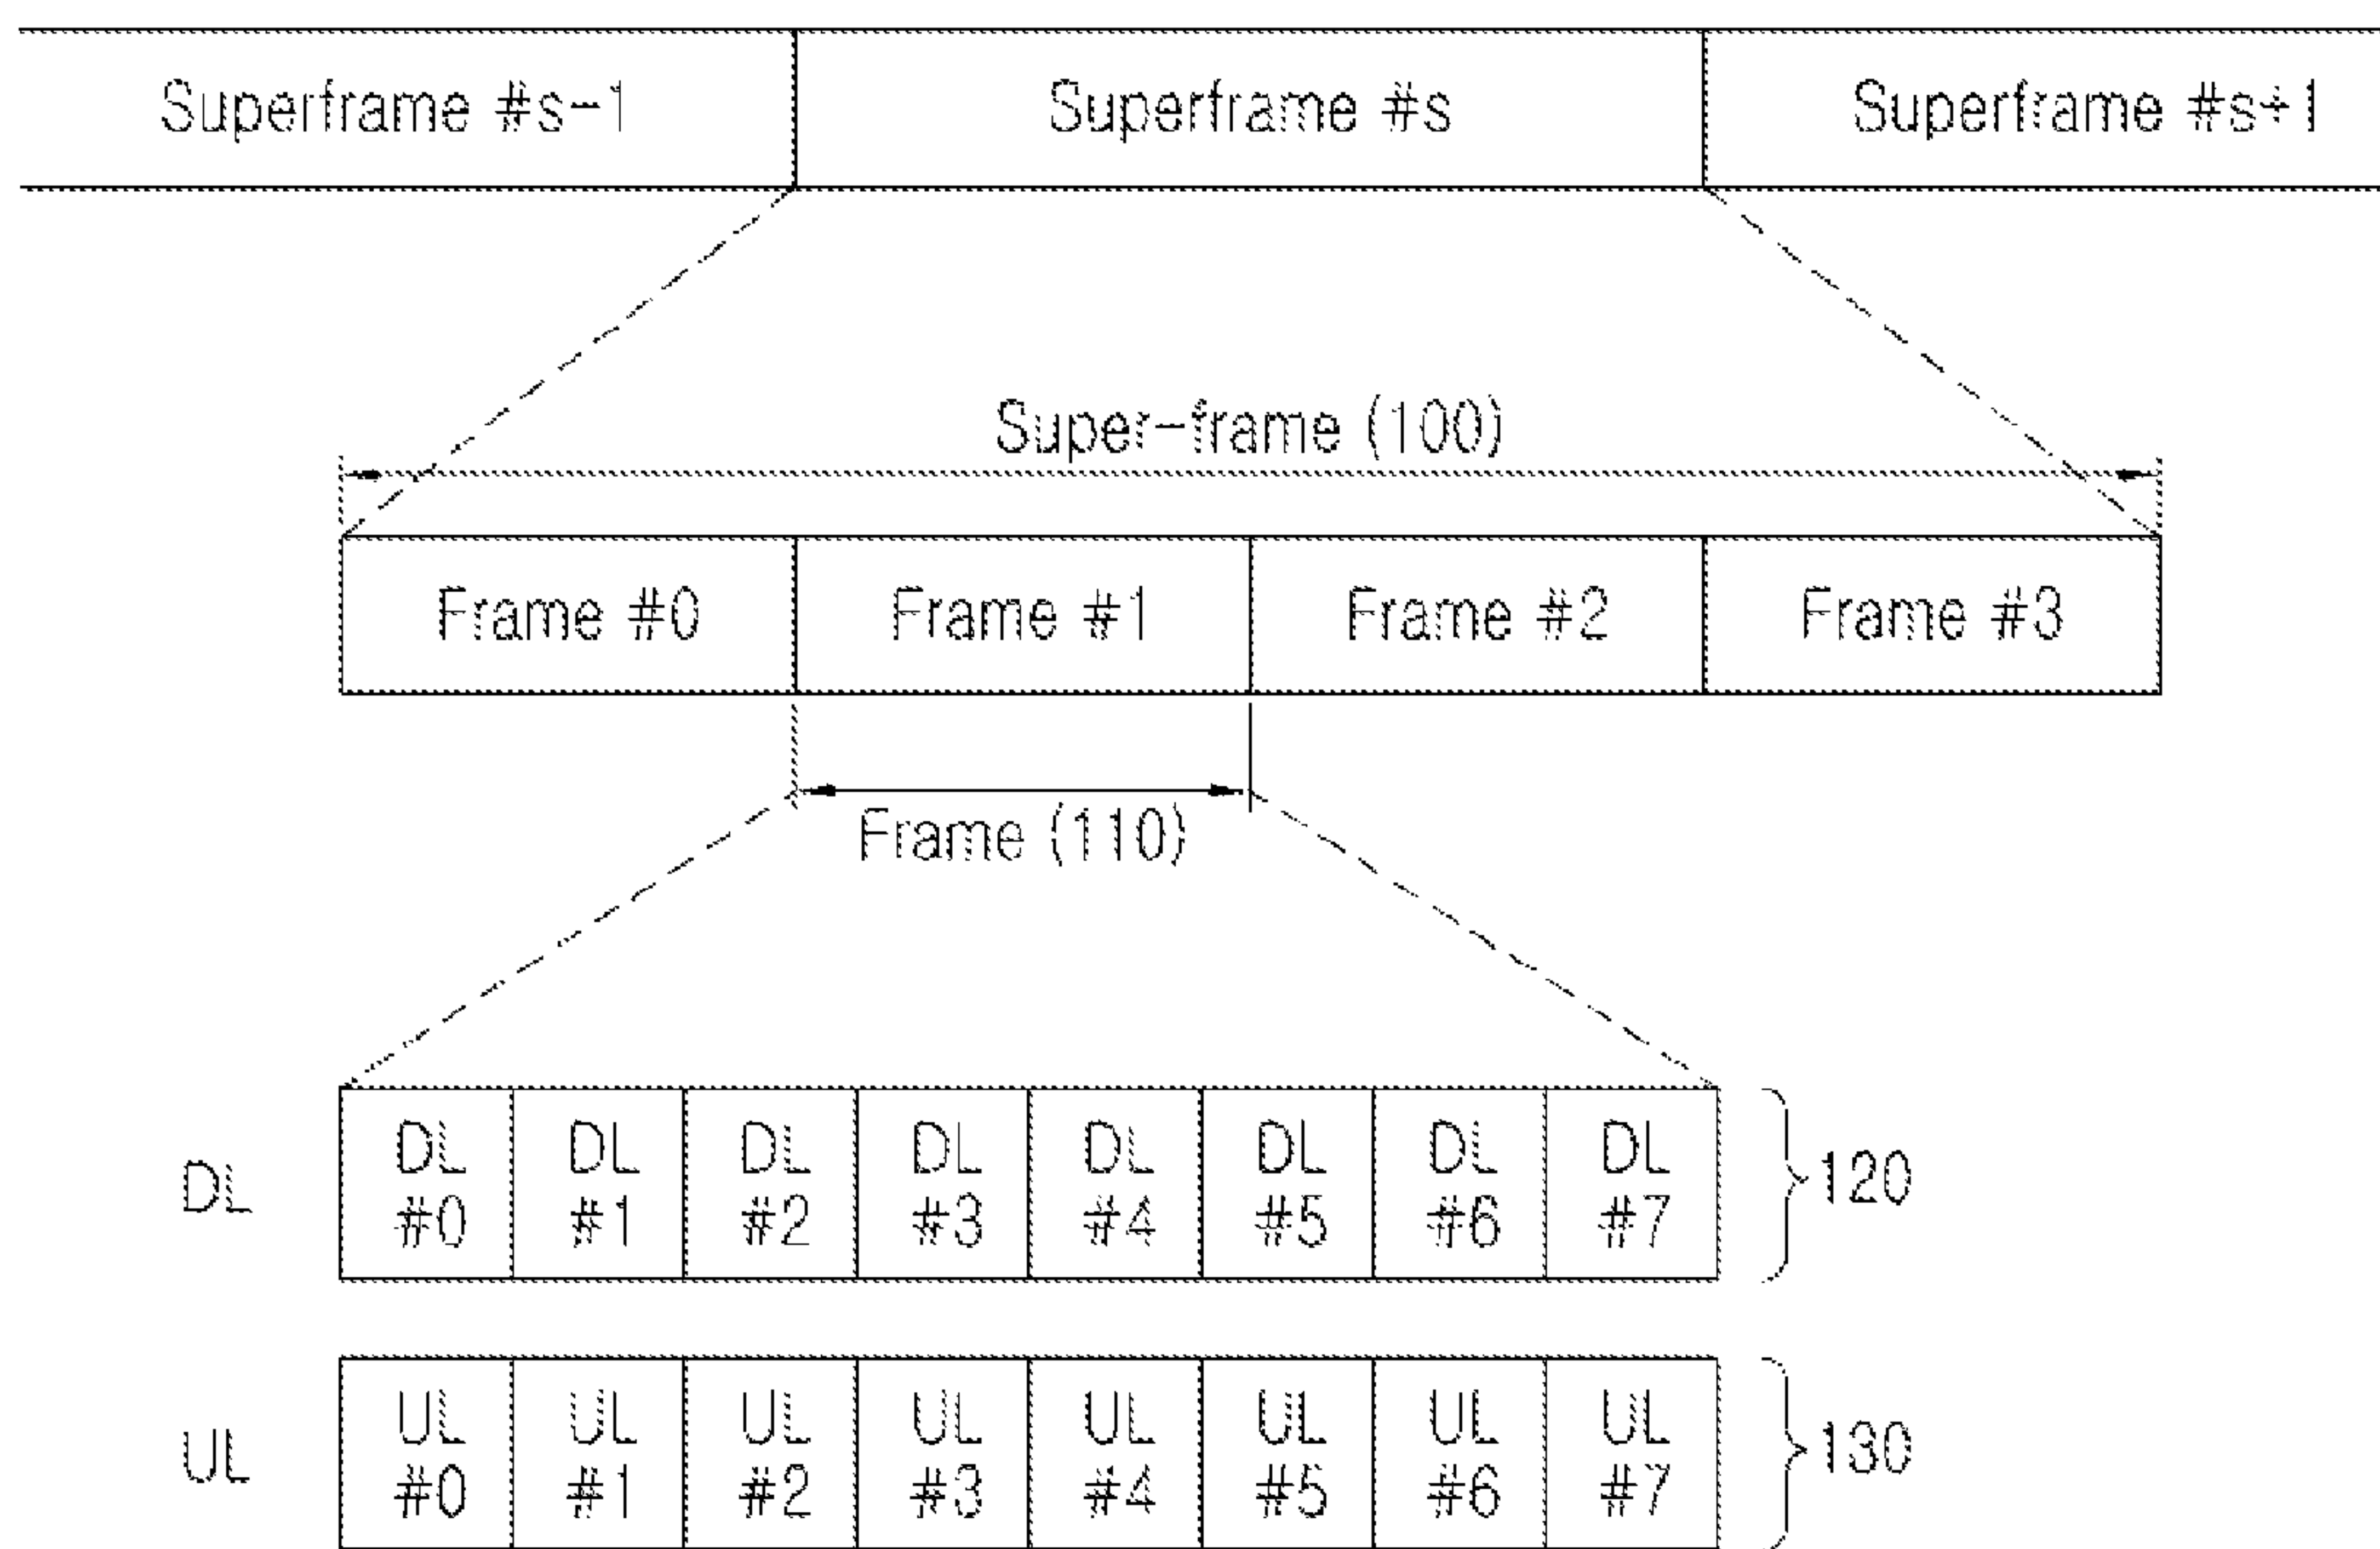 Superframe #s-1 Superframe #s Superframe #s+1
Super-frame (100)
Frame #0 Frame #1 Frame #2 Frame #3
Frame (110)
DL DL DL DL DL DL DL DL
DL #0 #1 #2 #3 #4 #5 #6 #7 120
UL UL UL UL UL UL UL UL
UL #0 #1 #2 #3 #4 #5 #6 #7 130